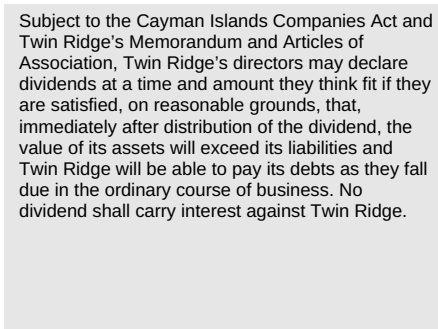 Subject to the Cayman Islands Companies Act and
Twin Ridge’s Memorandum and Articles of
Association, Twin Ridge’s directors may declare
dividends at a time and amount they think fit if they
are satisfied, on reasonable grounds, that,
immediately after distribution of the dividend, the
value of its assets will exceed its liabilities and
Twin Ridge will be able to pay its debts as they fall
due in the ordinary course of business. No
dividend shall carry interest against Twin Ridge.